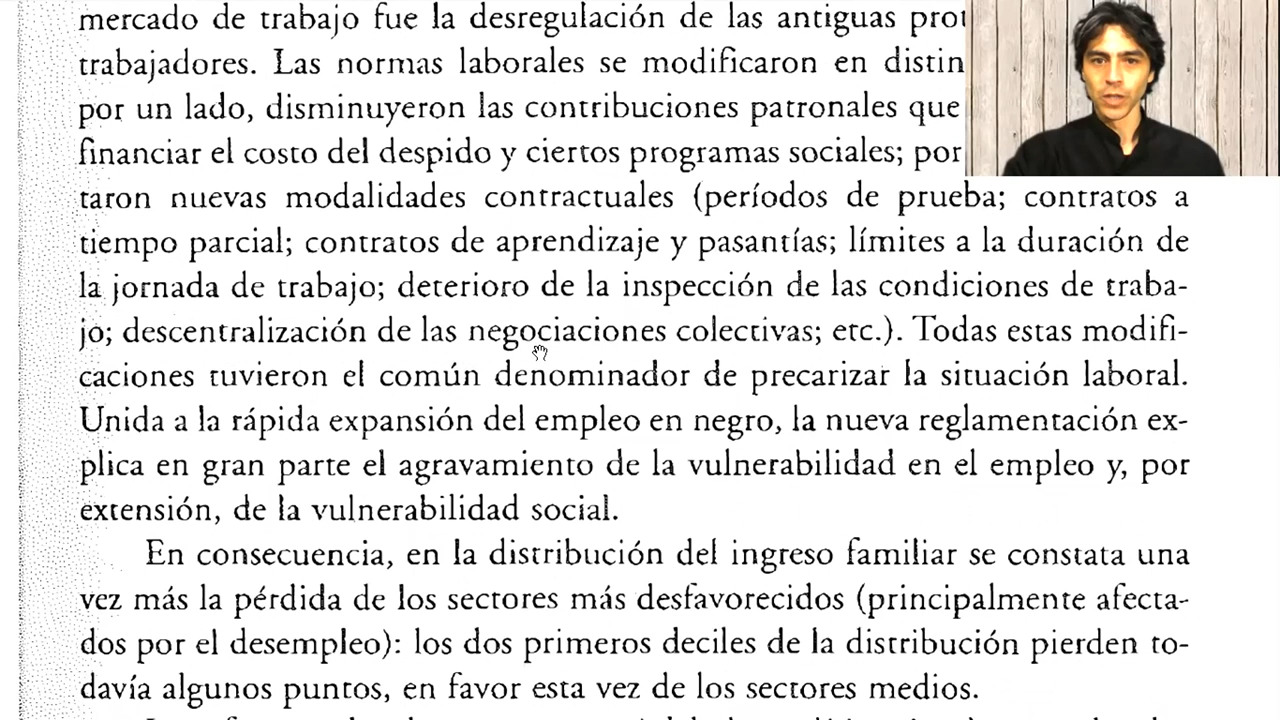 mercado de trabajo fue la desregulación de las antiguas prot
trabajadores. Las normas laborales se modificaron en distin
por un lado, disminuyeron las contribuciones patronales que
financiar el costo del despido y ciertos programas sociales; por
taron nuevas modalidades contractuales (períodos de prueba; contratos a
tiempo parcial; contratos de aprendizaje y pasantías; límites a la duración de
la jornada de trabajo; deterioro de la inspección de las condiciones de traba-
jo; descentralización de las negociaciones colectivas; etc.). Todas estas modifi-
caciones tuvieron el común denominador de precarizar la situación laboral.
Unida a la rápida expansión del empleo en negro, la nueva reglamentación ex-
plica en gran parte el agravamiento de la vulnerabilidad en el empleo y, por
extensión, de la vulnerabilidad social.
En consecuencia, en la distribución del ingreso familiar se constata una
vez más la pérdida de los sectores más desfavorecidos (principalmente afecta-
dos por el desempleo): los dos primeros deciles de la distribución pierden to-
davía algunos puntos, en favor esta vez de los sectores medios.